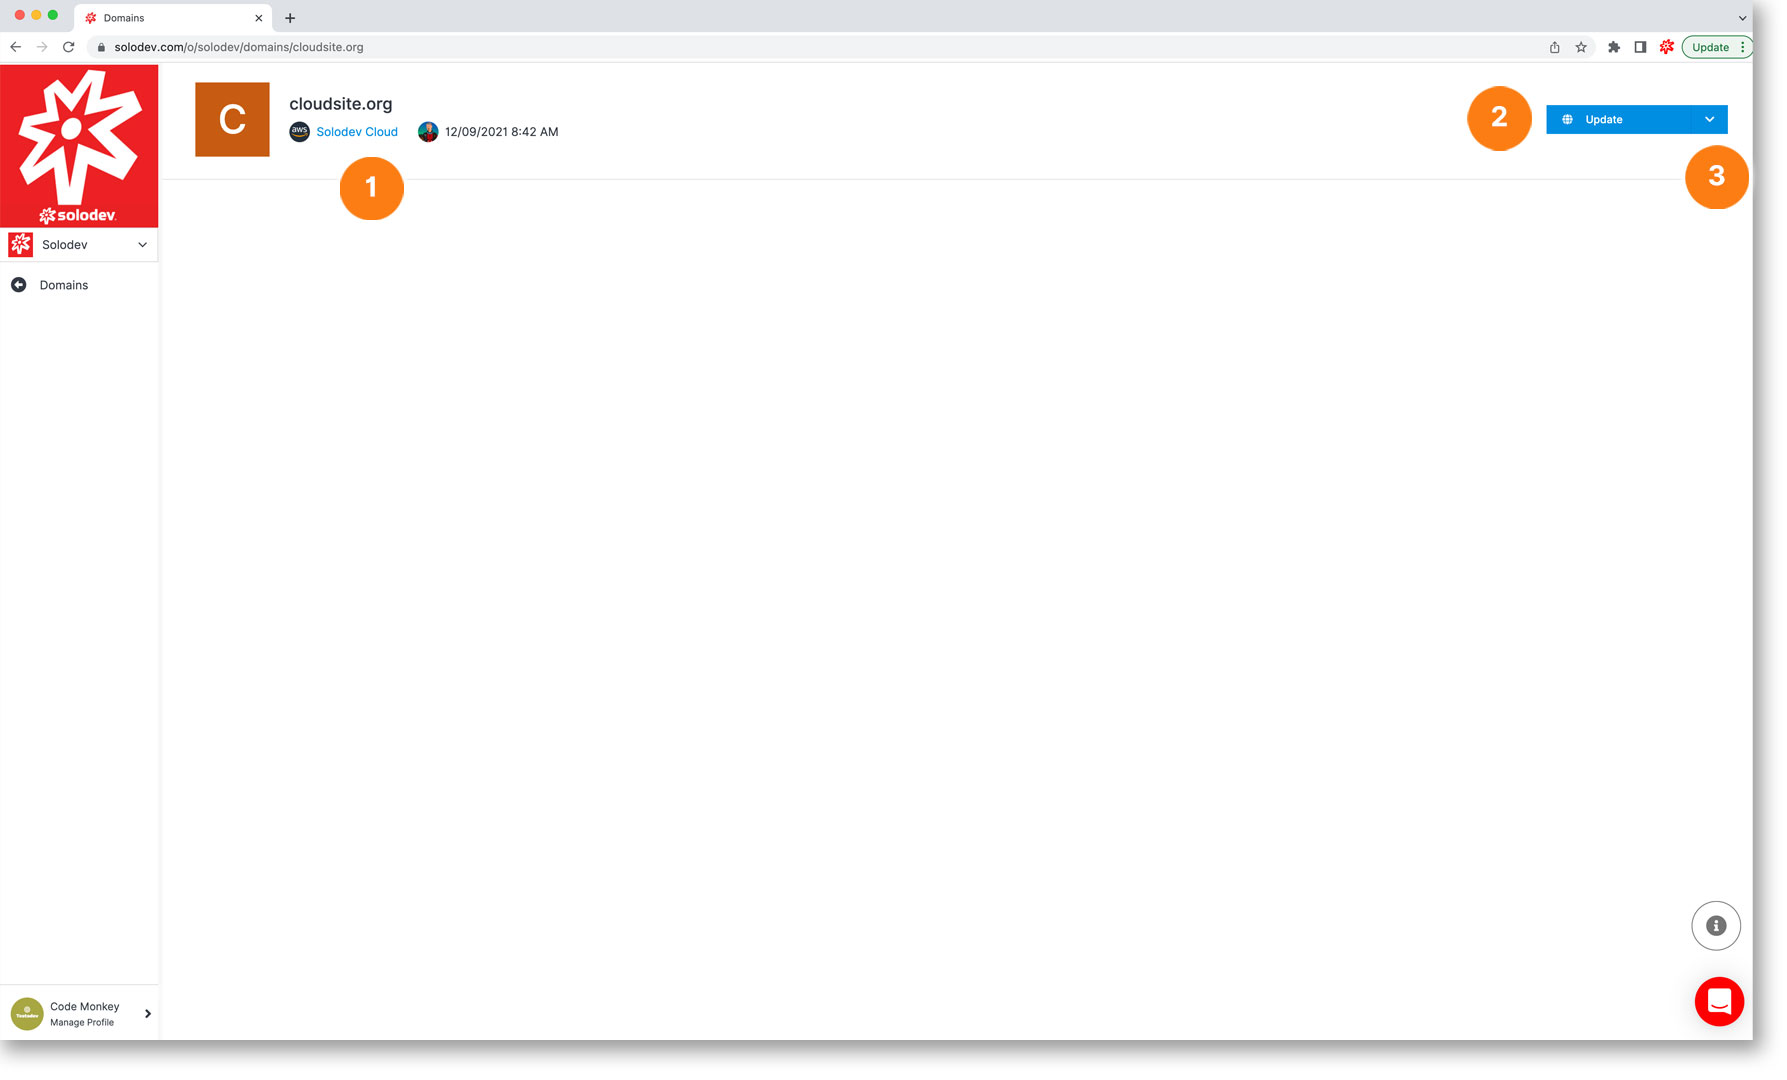 Domains
solodev.com/o/solodev/domains/cloudsite.org
Update
solodev
C
cloudsite.org
aws
Solodev Cloud
12/09/2021 8:42 AM
1
2
Update
3
Solodev
Domains
Code Monkey
Manage Profile